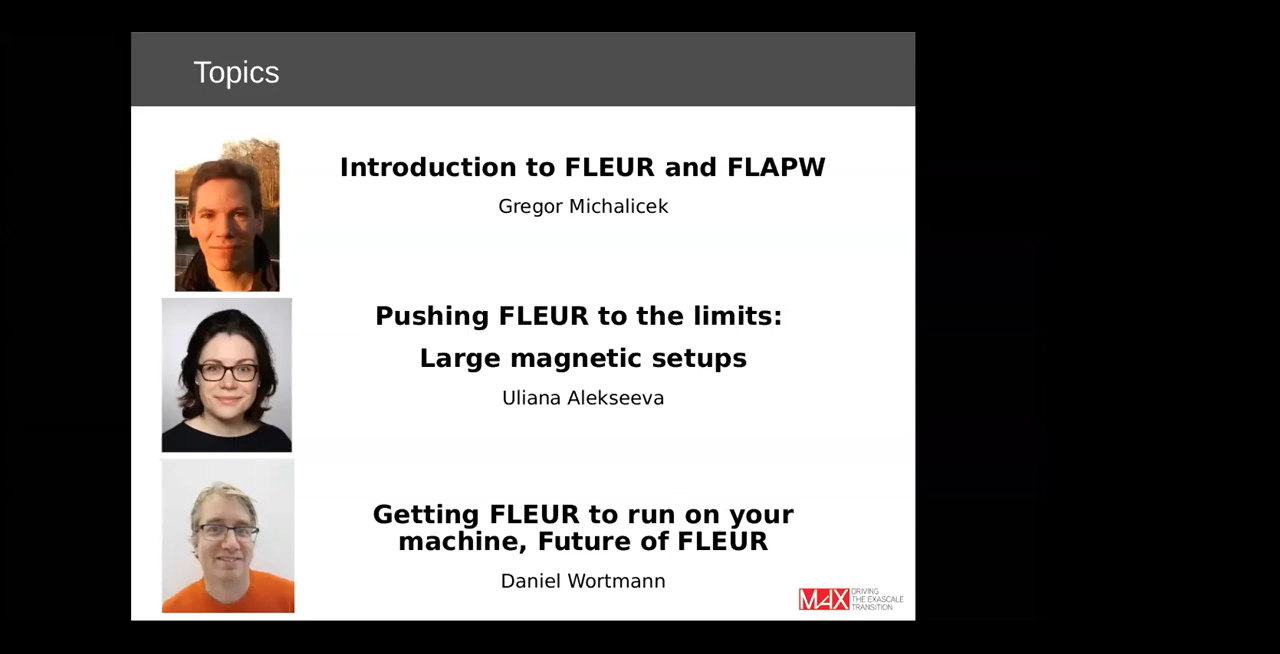 Topics
Introduction to FLEUR and FLAPW
Gregor Michalicek
Pushing FLEUR to the limits:
Large magnetic setups
Uliana Alekseeva
Getting FLEUR to run on your
machine, Future of FLEUR
Daniel Wortmann
MAX
DRIVING
THE EXASCALE
TRANSITION